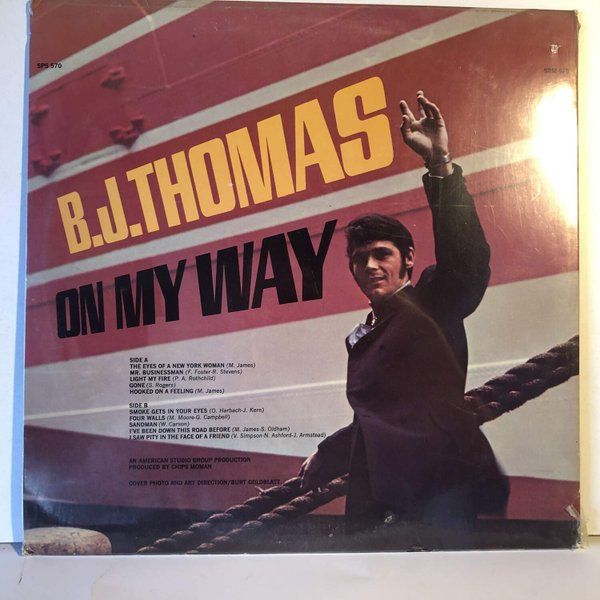 SPS 570
B.J.THOMAS
ON MY WAY
SIDE A
THE EYES OF A NEW YORK WOMAN (M. James)
MR. BUSINESSMAN (F. Foster-R. Stevens)
LIGHT MY FIRE (P. A. Rothchild)
GONE (S. Rogers)
HOOKED ON A FEELING (M. James)
SIDE B
SMOKE GETS IN YOUR EYES (O. Harbach-J. Kern)
FOUR WALLS (M. Moore-G. Campbell)
SANDMAN (W. Carson)
I'VE BEEN DOWN THIS ROAD BEFORE (M. James-S. Oldham)
I SAW PITY IN THE FACE OF A FRIEND (V. Simpson-N. Ashford-J. Armstead)
AN AMERICAN STUDIO GROUP PRODUCTION
PRODUCED BY CHIPS MOMAN
COVER PHOTO AND ART DIRECTION/BURT GOLDBLATT